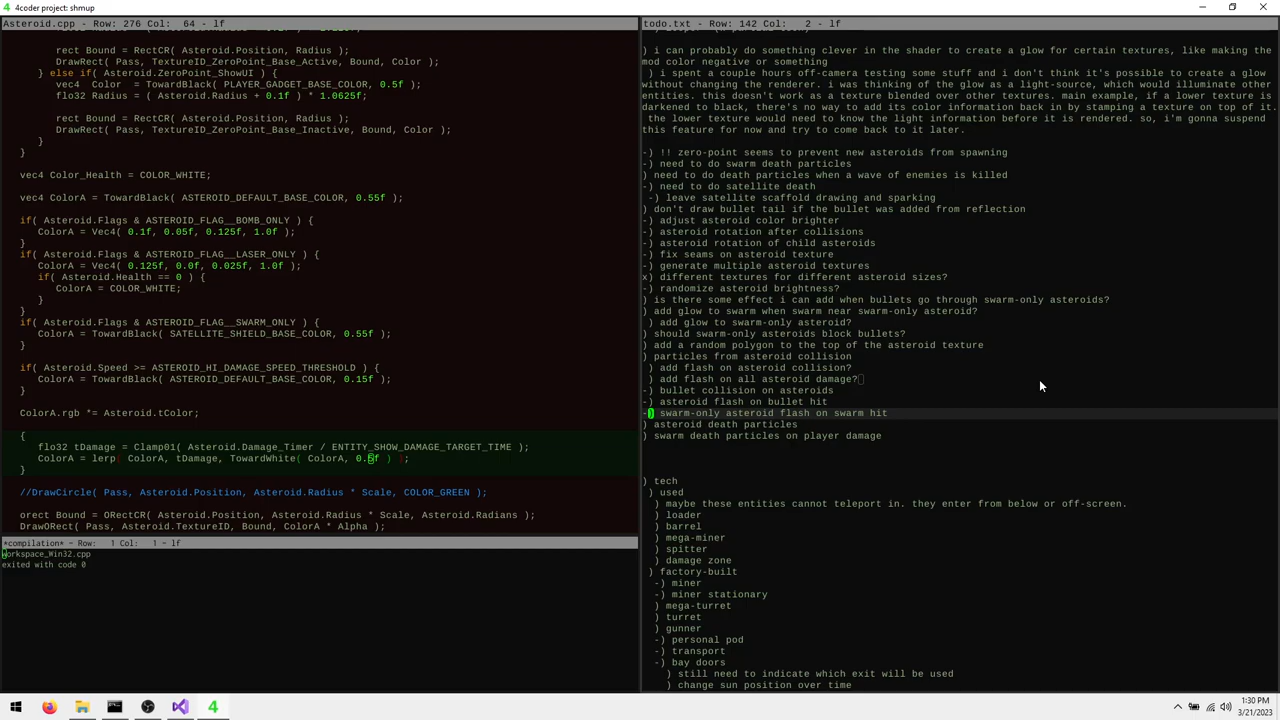 4coder project: shmup
Asteroid.cpp - Row: 276 Col: 64 - lf
rect Bound = RectCR( Asteroid.Position, Radius );
DrawRect( Pass, TextureID_ZeroPoint_Base_Active, Bound, Color );
} else if( Asteroid.ZeroPoint_ShowUI ) {
vec4 Color = TowardBlack( PLAYER_GADGET_BASE_COLOR, 0.5f );
flo32 Radius = ( Asteroid.Radius + 0.1f ) * 1.0625f;
rect Bound = RectCR( Asteroid.Position, Radius );
DrawRect( Pass, TextureID_ZeroPoint_Base_Inactive, Bound, Color );
}
}
vec4 Color_Health = COLOR_WHITE;
vec4 ColorA = TowardBlack( ASTEROID_DEFAULT_BASE_COLOR, 0.55f );
if( Asteroid.Flags & ASTEROID_FLAG__BOMB_ONLY ) {
ColorA = Vec4( 0.1f, 0.05f, 0.125f, 1.0f );
}
if( Asteroid.Flags & ASTEROID_FLAG__LASER_ONLY ) {
ColorA = Vec4( 0.125f, 0.0f, 0.025f, 1.0f );
if( Asteroid.Health == 0 ) {
ColorA = COLOR_WHITE;
}
}
if( Asteroid.Flags & ASTEROID_FLAG__SWARM_ONLY ) {
ColorA = TowardBlack( SATELLITE_SHIELD_BASE_COLOR, 0.55f );
}
if( Asteroid.Speed >= ASTEROID_HI_DAMAGE_SPEED_THRESHOLD ) {
ColorA = TowardBlack( ASTEROID_DEFAULT_BASE_COLOR, 0.15f );
}
ColorA.rgb *= Asteroid.tColor;
{
flo32 tDamage = Clamp01( Asteroid.Damage_Timer / ENTITY_SHOW_DAMAGE_TARGET_TIME );
ColorA = lerp( ColorA, tDamage, TowardWhite( ColorA, 0.5f ) );
}
//DrawCircle( Pass, Asteroid.Position, Asteroid.Radius * Scale, COLOR_GREEN );
orect Bound = ORectCR( Asteroid.Position, Asteroid.Radius * Scale, Asteroid.Radians );
DrawORect( Pass, Asteroid.TextureID, Bound, ColorA * Alpha );
*compilation* - Row: 1 Col: 1 - lf
Workspace_Win32.cpp
exited with code 0
todo.txt - Row: 142 Col: 2 - lf
) i can probably do something clever in the shader to create a glow for certain textures, like making the
mod color negative or something
) i spent a couple hours off-camera testing some stuff and i don't think it's possible to create a glow
without changing the renderer. i was thinking of the glow as a light-source, which would illuminate other
entities. this doesn't work as a texture blended over other textures. main example, if a lower texture is
darkened to black, there's no way to add its color information back in by stamping a texture on top of it.
the lower texture would need to know the light information before it is rendered. so, i'm gonna suspend
this feature for now and try to come back to it later.
-) !! zero-point seems to prevent new asteroids from spawning
-) need to do swarm death particles
) need to do death particles when a wave of enemies is killed
-) need to do satellite death
-) leave satellite scaffold drawing and sparking
) don't draw bullet tail if the bullet was added from reflection
-) adjust asteroid color brighter
-) asteroid rotation after collisions
-) asteroid rotation of child asteroids
-) fix seams on asteroid texture
-) generate multiple asteroid textures
x) different textures for different asteroid sizes?
-) randomize asteroid brightness?
) is there some effect i can add when bullets go through swarm-only asteroids?
) add glow to swarm when swarm near swarm-only asteroid?
) add glow to swarm-only asteroid?
) should swarm-only asteroids block bullets?
) add a random polygon to the top of the asteroid texture
) particles from asteroid collision
) add flash on asteroid collision?
) add flash on all asteroid damage?
-) bullet collision on asteroids
-) asteroid flash on bullet hit
-) swarm-only asteroid flash on swarm hit
) asteroid death particles
) swarm death particles on player damage
) tech
) used
) maybe these entities cannot teleport in. they enter from below or off-screen.
) loader
) barrel
) mega-miner
) spitter
) damage zone
) factory-built
-) miner
-) miner stationary
) mega-turret
) turret
) gunner
-) personal pod
-) transport
-) bay doors
) still need to indicate which exit will be used
) change sun position over time
1:30 PM
3/21/2023